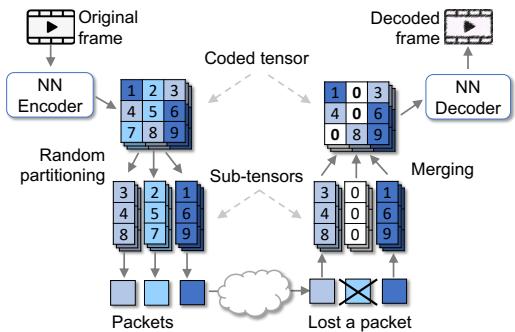 Original
frame
Decoded
frame
NN
Encoder
Coded tensor
NN
Decoder
1 2 3
4 5 6
7 8 9
1 0 3
4 0 6
0 8 9
Random
partitioning
Sub-tensors
Merging
3 2 1
4 5 6
8 7 9
3 0 1
4 0 6
8 0 9
Packets
Lost a packet